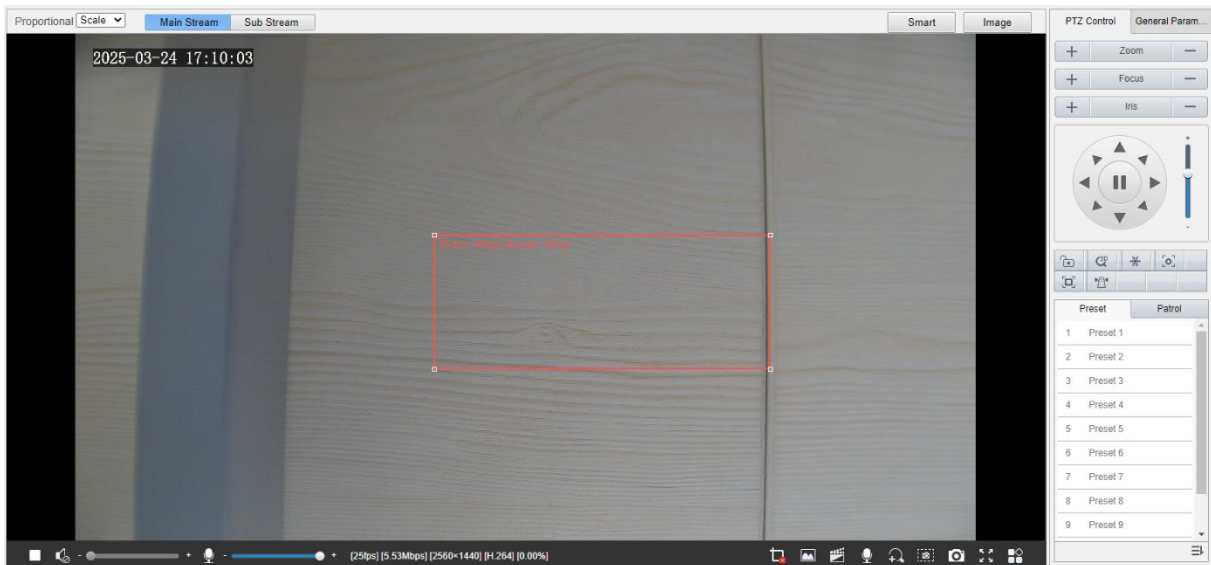 Proportional Scale Main Stream Sub Stream Smart Image PTZ Control General Param...
2025-03-24 17:10:03
+ Zoom −
+ Focus −
+ Iris −
+
-
Preset Patrol
1 Preset 1
2 Preset 2
3 Preset 3
4 Preset 4
5 Preset 5
6 Preset 6
7 Preset 7
8 Preset 8
9 Preset 9
- + - + [25fps] [5.53Mbps] [2560×1440] [H.264] [0.00%]